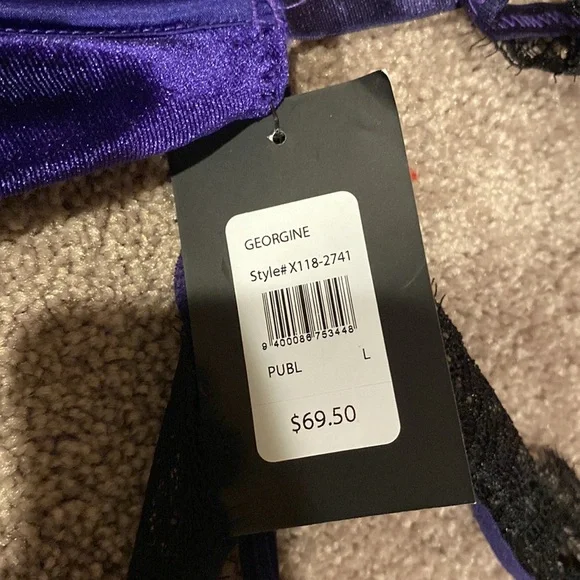 GEORGINE
Style#X118-2741
9 400086 753448
PUBL L
$69.50